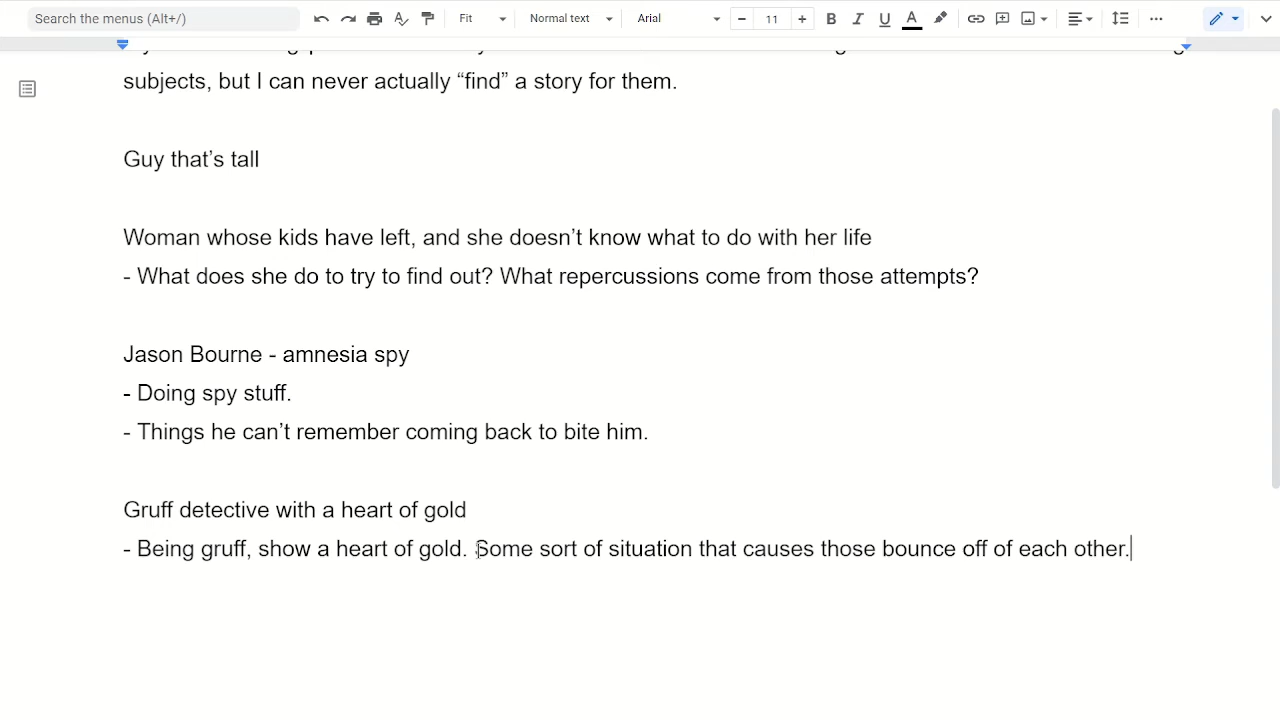 Search the menus (Alt+/)
Fit
Normal text
Arial
11
B I U A
subjects, but I can never actually “find” a story for them.
Guy that’s tall
Woman whose kids have left, and she doesn’t know what to do with her life
- What does she do to try to find out? What repercussions come from those attempts?
Jason Bourne - amnesia spy
- Doing spy stuff.
- Things he can’t remember coming back to bite him.
Gruff detective with a heart of gold
- Being gruff, show a heart of gold. Some sort of situation that causes those bounce off of each other.